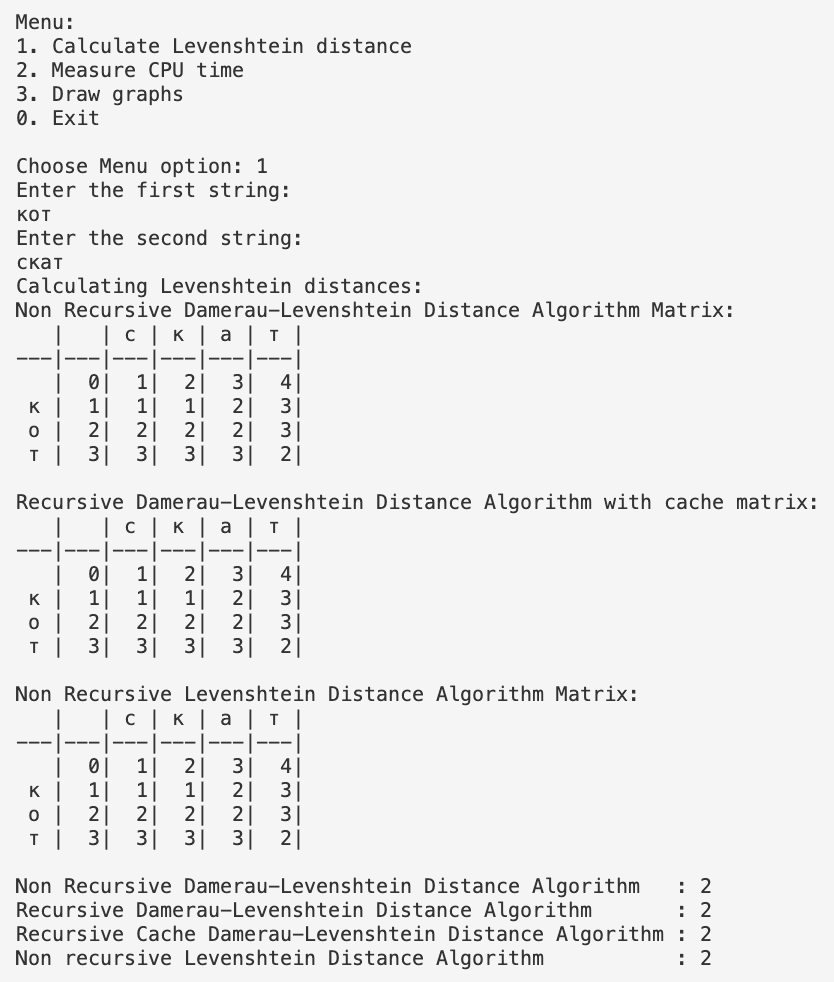 Menu:
1. Calculate Levenshtein distance
2. Measure CPU time
3. Draw graphs
0. Exit

Choose Menu option: 1
Enter the first string:
кот
Enter the second string:
скат
Calculating Levenshtein distances:
Non Recursive Damerau-Levenshtein Distance Algorithm Matrix:
   |   | с | к | а | т |
---|---|---|---|---|---|
   |  0|  1|  2|  3|  4|
 к |  1|  1|  1|  2|  3|
 о |  2|  2|  2|  2|  3|
 т |  3|  3|  3|  3|  2|

Recursive Damerau-Levenshtein Distance Algorithm with cache matrix:
   |   | с | к | а | т |
---|---|---|---|---|---|
   |  0|  1|  2|  3|  4|
 к |  1|  1|  1|  2|  3|
 о |  2|  2|  2|  2|  3|
 т |  3|  3|  3|  3|  2|

Non Recursive Levenshtein Distance Algorithm Matrix:
   |   | с | к | а | т |
---|---|---|---|---|---|
   |  0|  1|  2|  3|  4|
 к |  1|  1|  1|  2|  3|
 о |  2|  2|  2|  2|  3|
 т |  3|  3|  3|  3|  2|

Non Recursive Damerau-Levenshtein Distance Algorithm   : 2
Recursive Damerau-Levenshtein Distance Algorithm       : 2
Recursive Cache Damerau-Levenshtein Distance Algorithm : 2
Non recursive Levenshtein Distance Algorithm           : 2